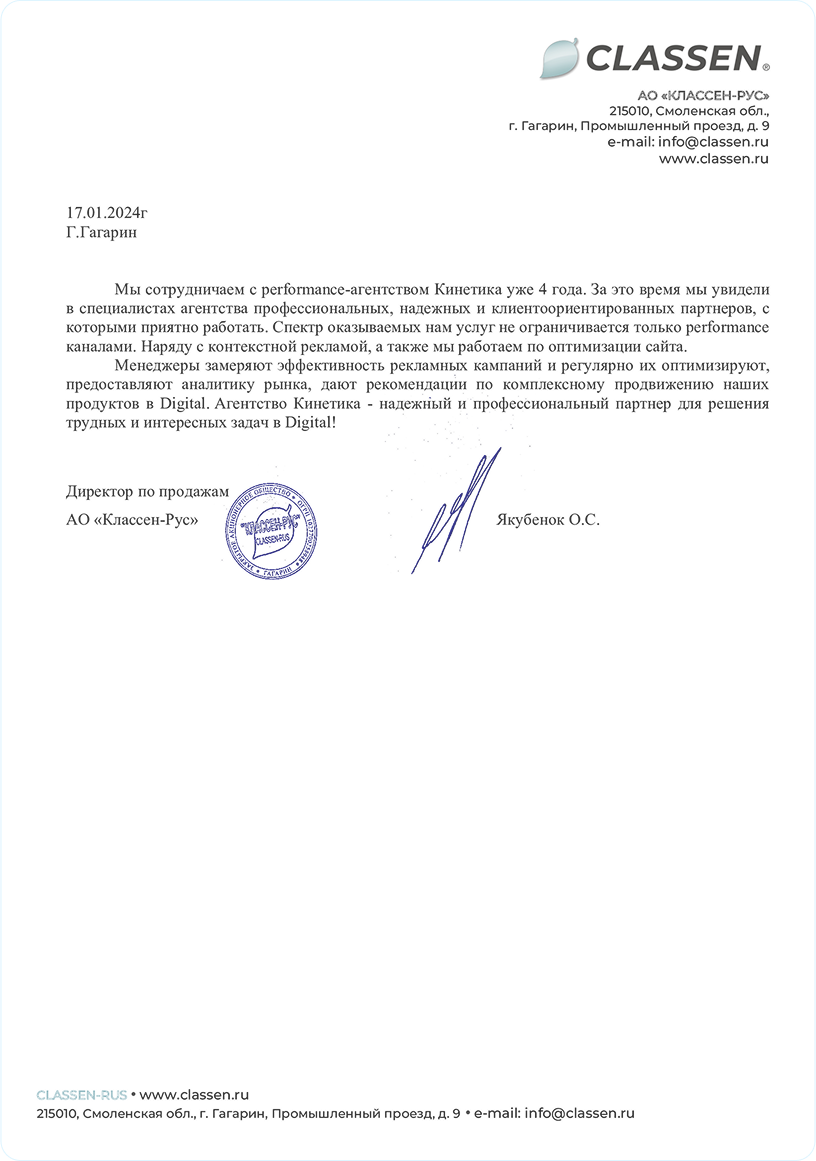 CLASSEN®
АО «КЛАССЕН-РУС»
215010, Смоленская обл.,
г. Гагарин, Промышленный проезд, д. 9
e-mail: info@classen.ru
www.classen.ru
17.01.2024г
Г.Гагарин
Мы сотрудничаем с performance-агентством Кинетика уже 4 года. За это время мы увидели
в специалистах агентства профессиональных, надежных и клиентоориентированных партнеров, с
которыми приятно работать. Спектр оказываемых нам услуг не ограничивается только performance
каналами. Наряду с контекстной рекламой, а также мы работаем по оптимизации сайта.
Менеджеры замеряют эффективность рекламных кампаний и регулярно их оптимизируют,
предоставляют аналитику рынка, дают рекомендации по комплексному продвижению наших
продуктов в Digital. Агентство Кинетика - надежный и профессиональный партнер для решения
трудных и интересных задач в Digital!
Директор по продажам
АО «Классен-Рус»
ЗАКРЫТОЕ АКЦИОНЕРНОЕ ОБЩЕСТВО
"КЛАССЕН-РУС"
CLASSEN-RUS
ГАГАРИН
Якубенок О.С.
CLASSEN-RUS • www.classen.ru
215010, Смоленская обл., г. Гагарин, Промышленный проезд, д. 9 • e-mail: info@classen.ru